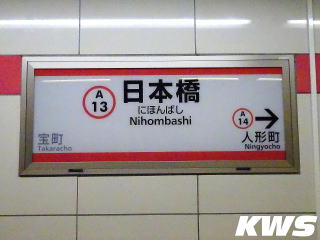 A
13
日本橋
にほんばし
Nihombashi
宝町
Takaracho
A
14
人形町
Ningyocho
KWS